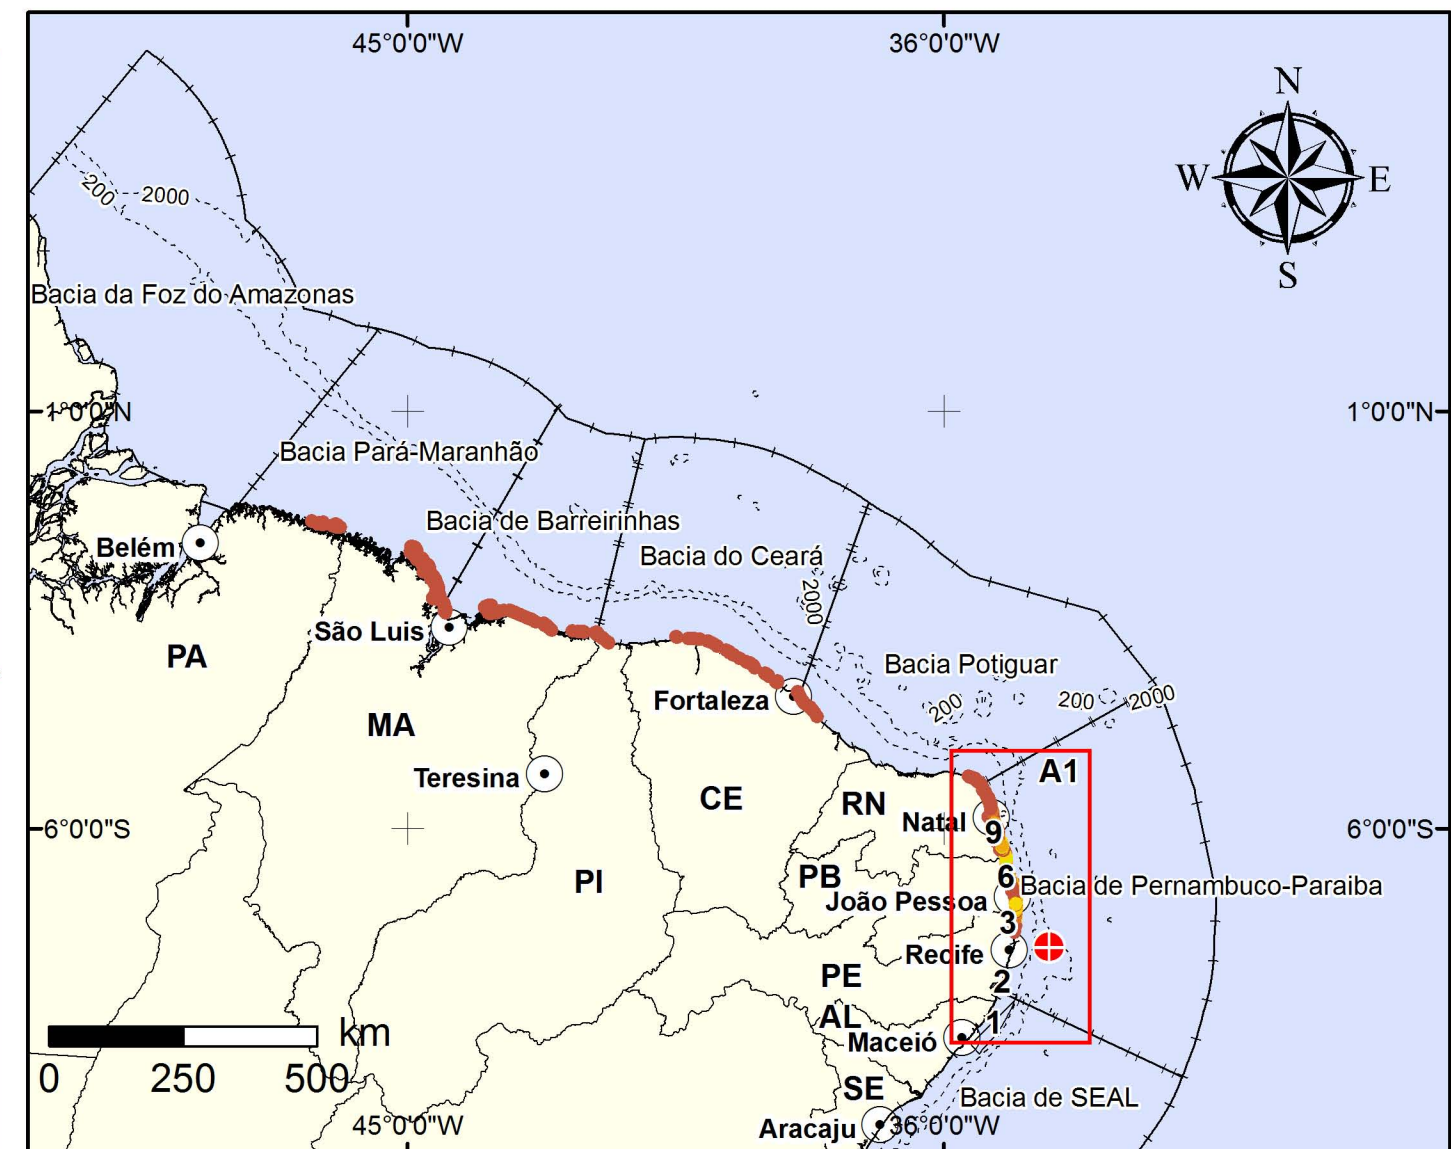 45°0'0"W
36°0'0"W
N
W
E
S
200
2000
Bacia da Foz do Amazonas
1°0'0"N
1°0'0"N
Bacia Pará-Maranhão
Bacia de Barreirinhas
Belém
Bacia do Ceará
2000
São Luis
PA
Bacia Potiguar
Fortaleza
200
200
2000
MA
Teresina
A1
CE
RN
Natal
9
6°0'0"S
6°0'0"S
PI
PB
6
Bacia de Pernambuco-Paraiba
João Pessoa
3
Recife
PE
2
AL
1
Maceió
km
0
250
500
SE
Bacia de SEAL
45°0'0"W
Aracaju
36°0'0"W